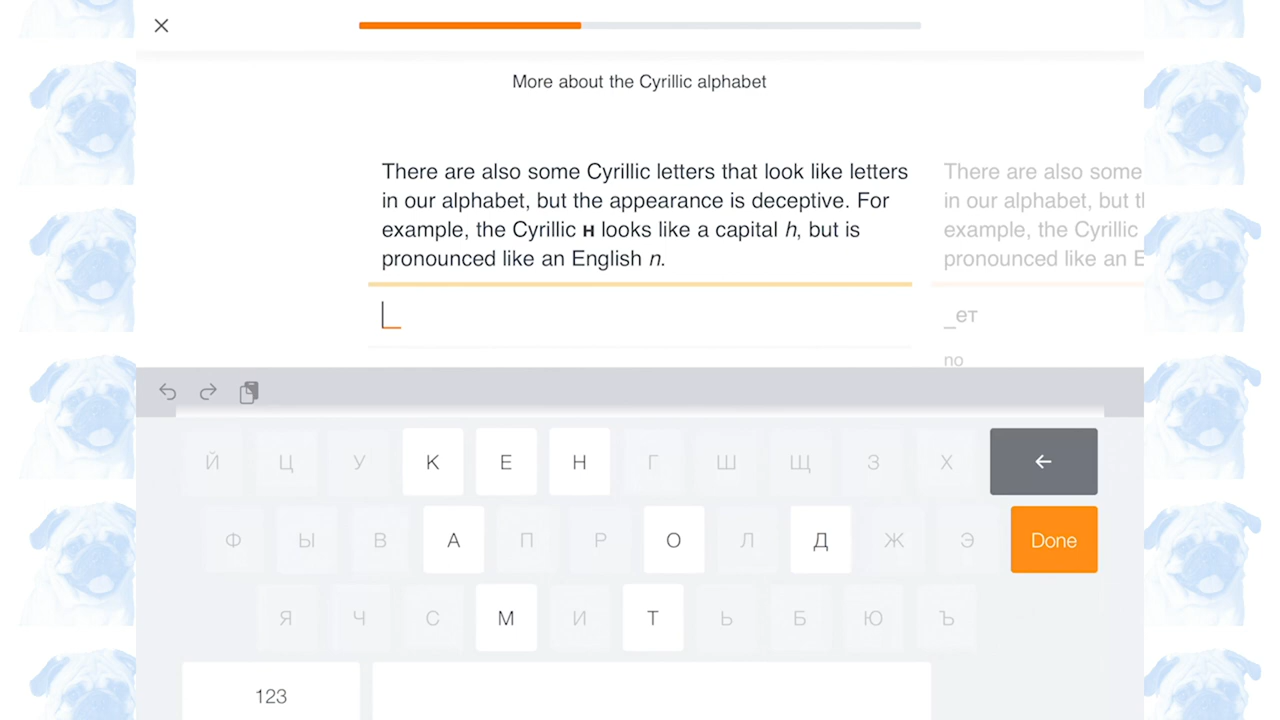 More about the Cyrillic alphabet
There are also some Cyrillic letters that look like letters
in our alphabet, but the appearance is deceptive. For
example, the Cyrillic н looks like a capital h, but is
pronounced like an English n.
_
There are also some
in our alphabet, but
example, the Cyrillic
pronounced like an E
_ет
no
Й Ц У К Е Н Г Ш Щ З Х ←
Ф Ы В А П Р О Л Д Ж Э Done
Я Ч С М И Т Ь Б Ю Ъ
123